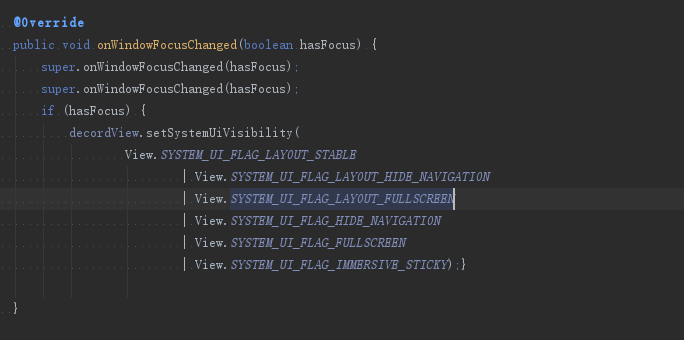 @Override
public void onWindowFocusChanged(boolean hasFocus) {
super.onWindowFocusChanged(hasFocus);
super.onWindowFocusChanged(hasFocus);
if (hasFocus) {
decordView.setSystemUiVisibility(
View.SYSTEM_UI_FLAG_LAYOUT_STABLE
| View.SYSTEM_UI_FLAG_LAYOUT_HIDE_NAVIGATION
| View.SYSTEM_UI_FLAG_LAYOUT_FULLSCREEN
| View.SYSTEM_UI_FLAG_HIDE_NAVIGATION
| View.SYSTEM_UI_FLAG_FULLSCREEN
| View.SYSTEM_UI_FLAG_IMMERSIVE_STICKY);}
}